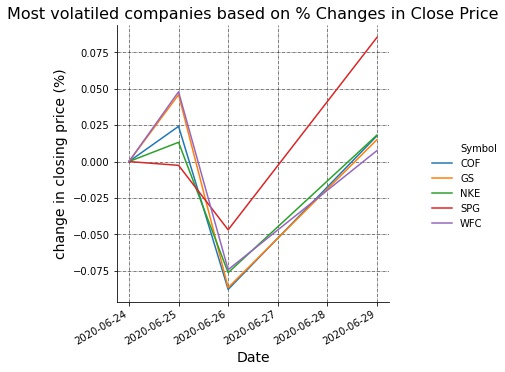 Most volatiled companies based on % Changes in Close Price
change in closing price (%)
0.075
0.050
0.025
0.000
−0.025
−0.050
−0.075
Symbol
COF
GS
NKE
SPG
WFC
2020-06-24
2020-06-25
2020-06-26
2020-06-27
2020-06-28
2020-06-29
Date